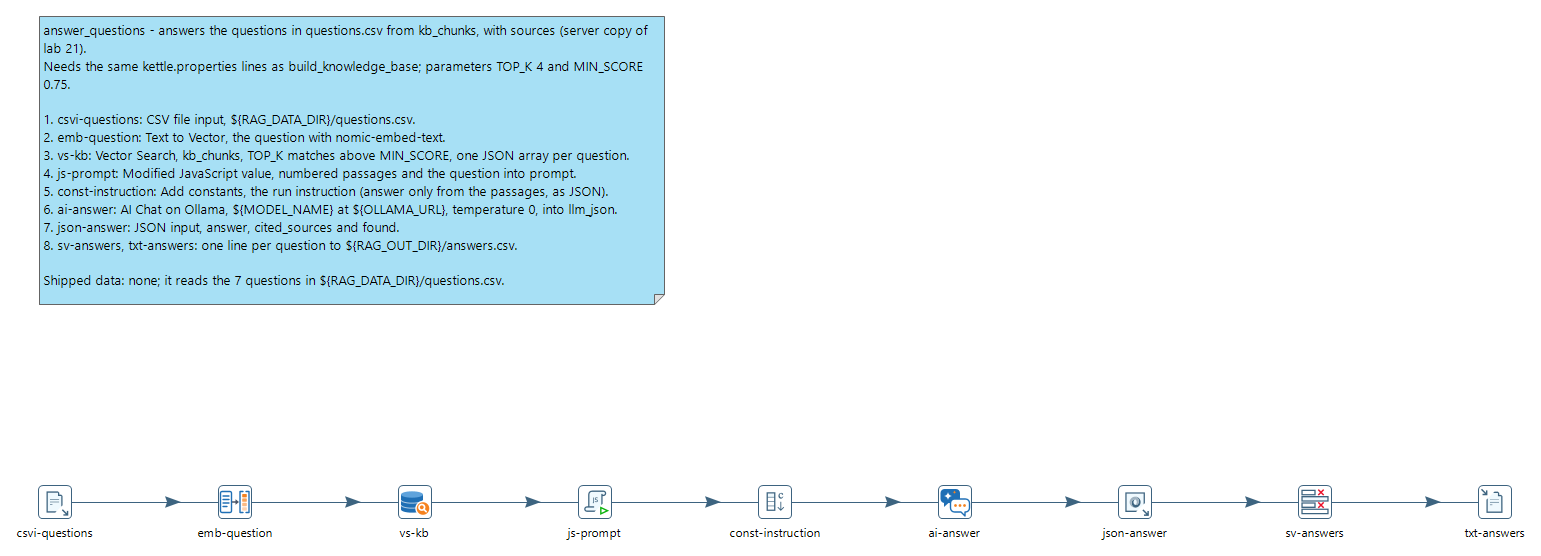 answer_questions - answers the questions in questions.csv from kb_chunks, with sources (server copy of
lab 21).
Needs the same kettle.properties lines as build_knowledge_base; parameters TOP_K 4 and MIN_SCORE
0.75.
1. csvi-questions: CSV file input, ${RAG_DATA_DIR}/questions.csv.
2. emb-question: Text to Vector, the question with nomic-embed-text.
3. vs-kb: Vector Search, kb_chunks, TOP_K matches above MIN_SCORE, one JSON array per question.
4. js-prompt: Modified JavaScript value, numbered passages and the question into prompt.
5. const-instruction: Add constants, the run instruction (answer only from the passages, as JSON).
6. ai-answer: AI Chat on Ollama, ${MODEL_NAME} at ${OLLAMA_URL}, temperature 0, into llm_json.
7. json-answer: JSON input, answer, cited_sources and found.
8. sv-answers, txt-answers: one line per question to ${RAG_OUT_DIR}/answers.csv.
Shipped data: none; it reads the 7 questions in ${RAG_DATA_DIR}/questions.csv.
csvi-questions
emb-question
vs-kb
js-prompt
const-instruction
ai-answer
json-answer
sv-answers
txt-answers